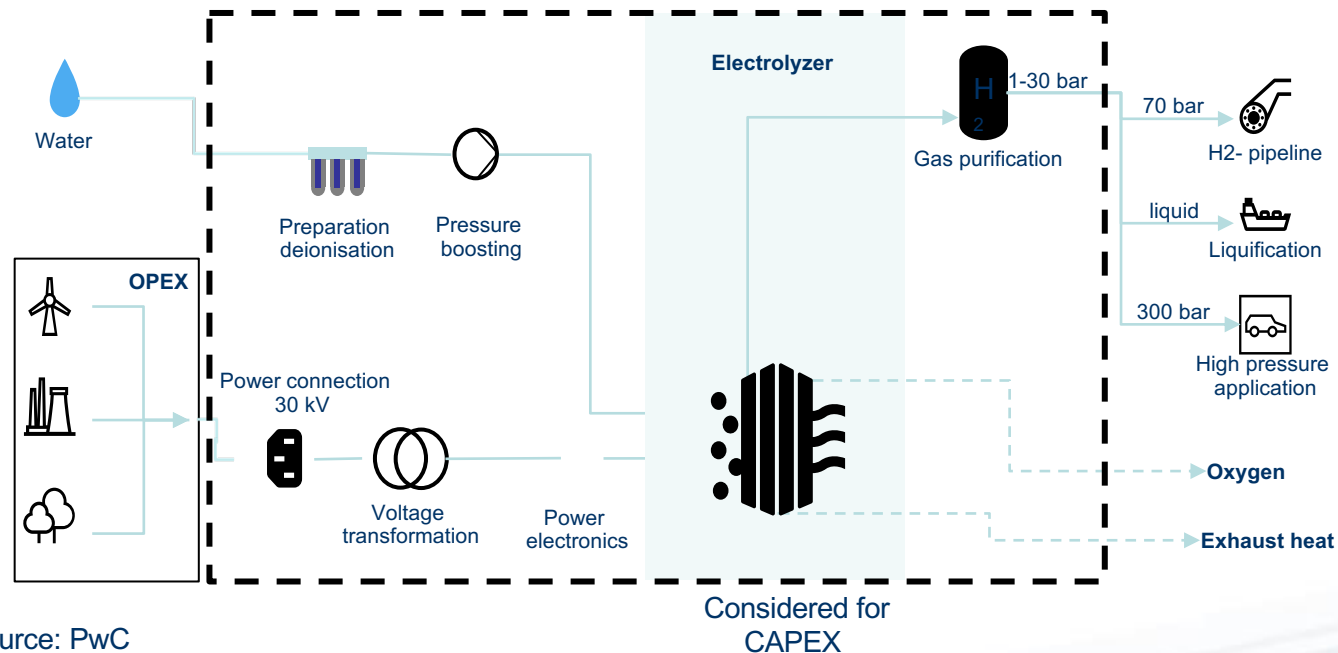 Electrolyzer
Water
H
2
1-30 bar
70 bar
H2- pipeline
Gas purification
Preparation
deionisation
Pressure
boosting
liquid
Liquification
OPEX
300 bar
High pressure
application
Power connection
30 kV
Voltage
transformation
Power
electronics
Oxygen
Exhaust heat
Considered for
CAPEX
urce: PwC